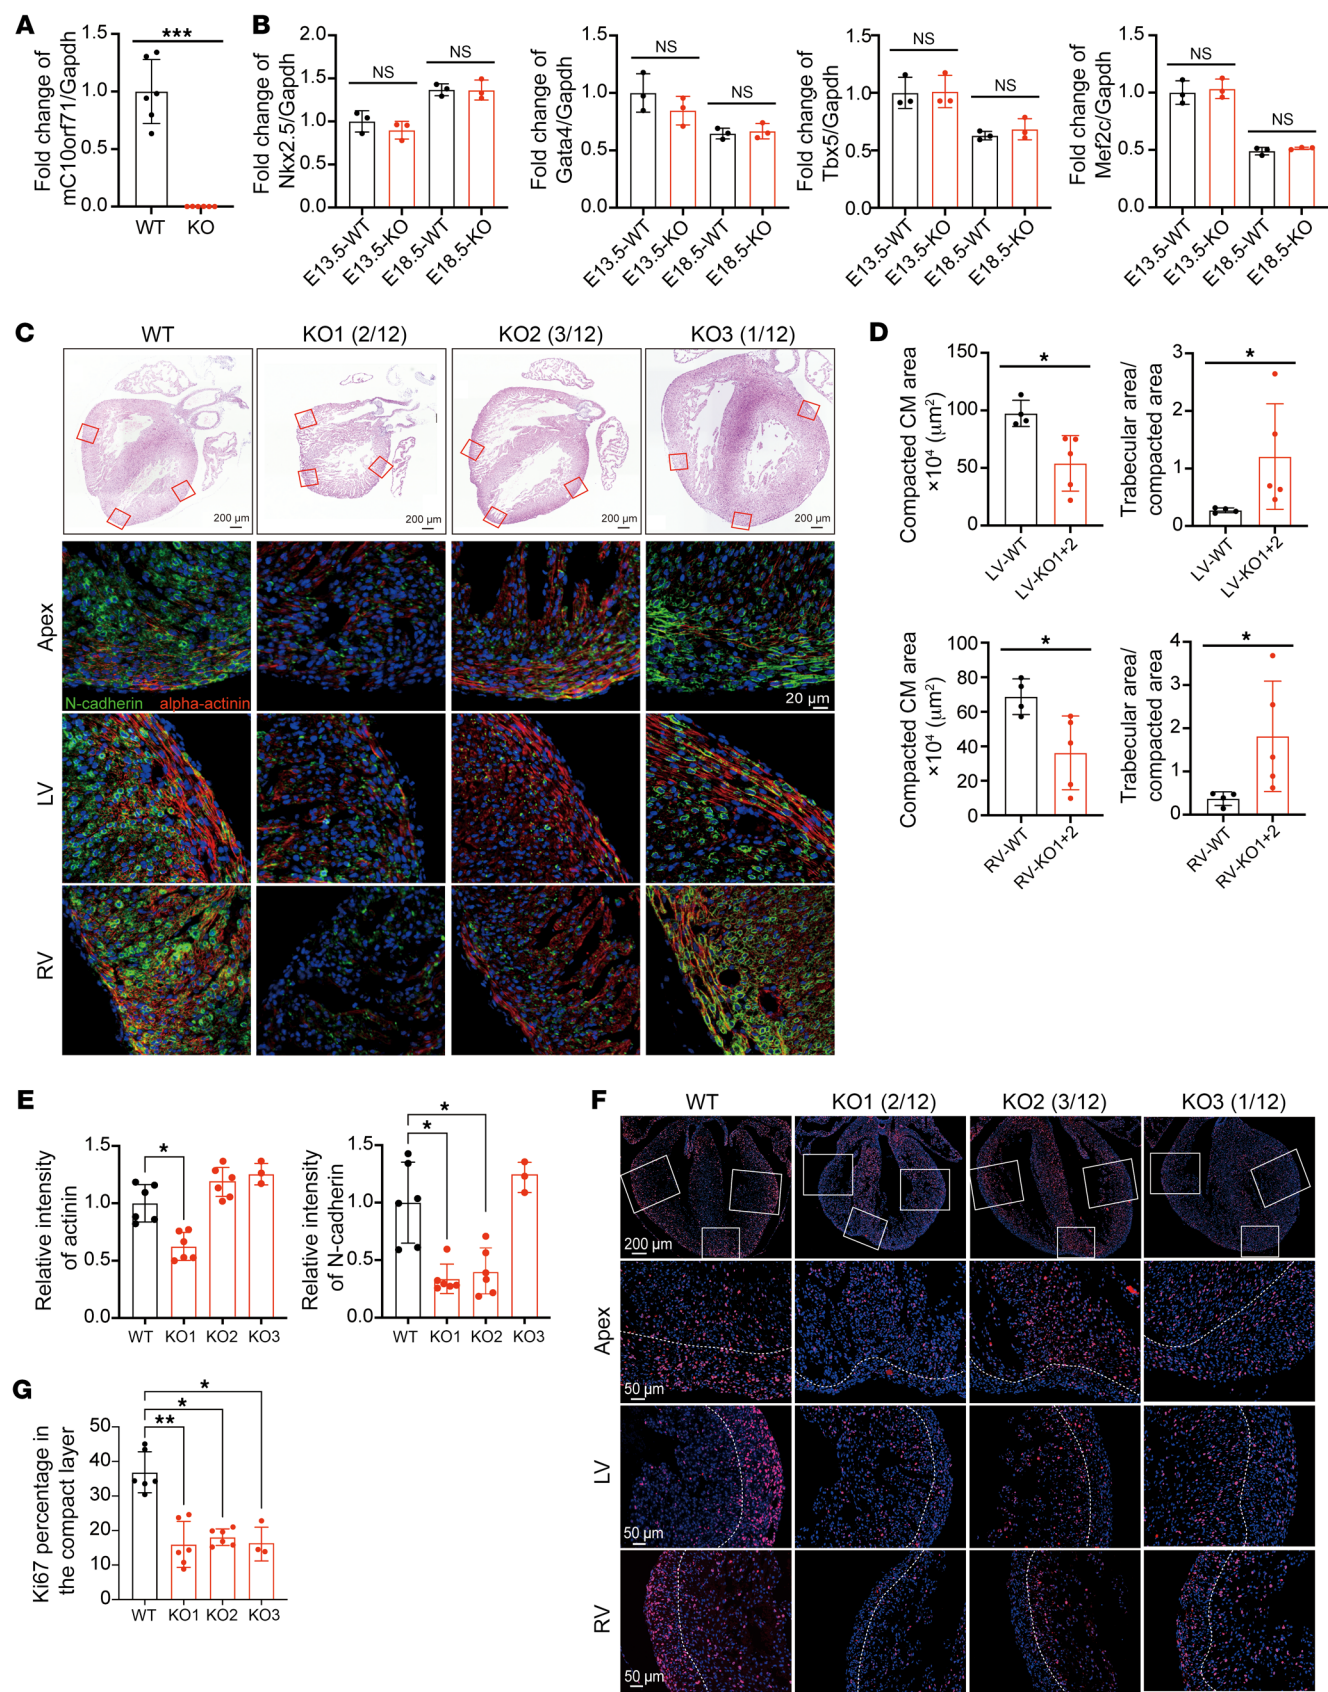 A
Fold change of
mC10orf71/Gapdh
1.5
1.0
0.5
0.0
***
WT
KO
B
Fold change of
Nkx2.5/Gapdh
2.0
1.5
1.0
0.5
0.0
NS
NS
E13.5-WT
E13.5-KO
E18.5-WT
E18.5-KO
Fold change of
Gata4/Gapdh
1.5
1.0
0.5
0.0
NS
NS
E13.5-WT
E13.5-KO
E18.5-WT
E18.5-KO
Fold change of
Tbx5/Gapdh
1.5
1.0
0.5
0.0
NS
NS
E13.5-WT
E13.5-KO
E18.5-WT
E18.5-KO
Fold change of
Mef2c/Gapdh
1.5
1.0
0.5
0.0
NS
NS
E13.5-WT
E13.5-KO
E18.5-WT
E18.5-KO
C
WT
KO1 (2/12)
KO2 (3/12)
KO3 (1/12)
200 µm
200 µm
200 µm
200 µm
Apex
N-cadherin
alpha-actinin
20 µm
LV
RV
D
Compacted CM area
×10⁴ (µm²)
150
100
50
0
*
LV-WT
LV-KO1+2
Trabecular area/
compacted area
3
2
1
0
*
LV-WT
LV-KO1+2
Compacted CM area
×10⁴ (µm²)
100
80
60
40
20
0
*
RV-WT
RV-KO1+2
Trabecular area/
compacted area
4
3
2
1
0
*
RV-WT
RV-KO1+2
E
Relative intensity
of actinin
1.5
1.0
0.5
0.0
*
WT
KO1
KO2
KO3
Relative intensity
of N-cadherin
1.5
1.0
0.5
0.0
*
*
WT
KO1
KO2
KO3
F
WT
KO1 (2/12)
KO2 (3/12)
KO3 (1/12)
200 µm
Apex
50 µm
LV
50 µm
RV
50 µm
G
Ki67 percentage in
the compact layer
50
40
30
20
10
0
*
*
**
WT
KO1
KO2
KO3